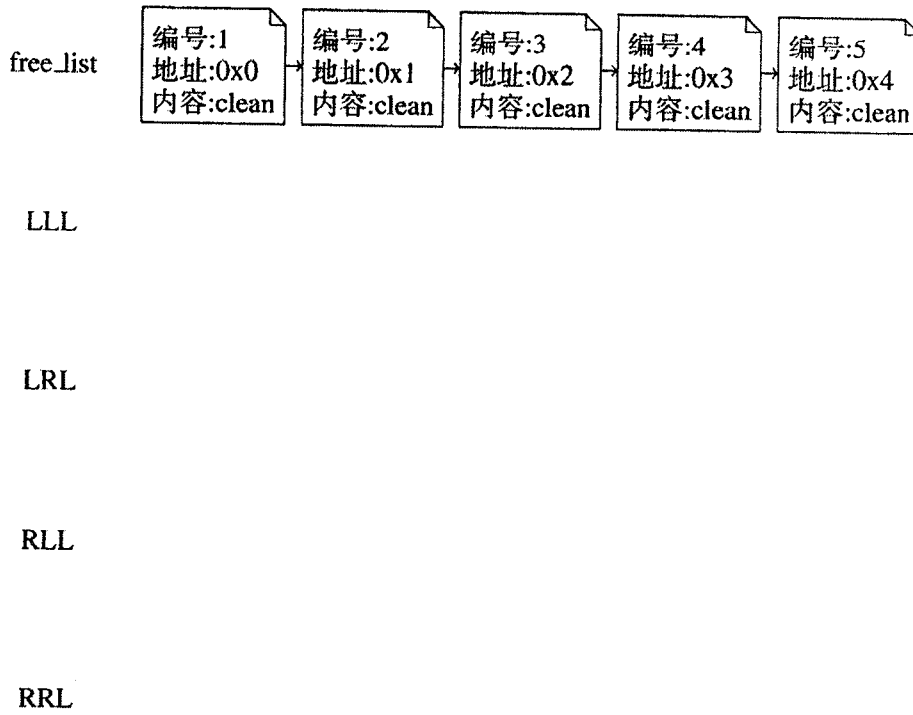 free_list
编号:1
地址:0x0
内容:clean
编号:2
地址:0x1
内容:clean
编号:3
地址:0x2
内容:clean
编号:4
地址:0x3
内容:clean
编号:5
地址:0x4
内容:clean
LLL
LRL
RLL
RRL